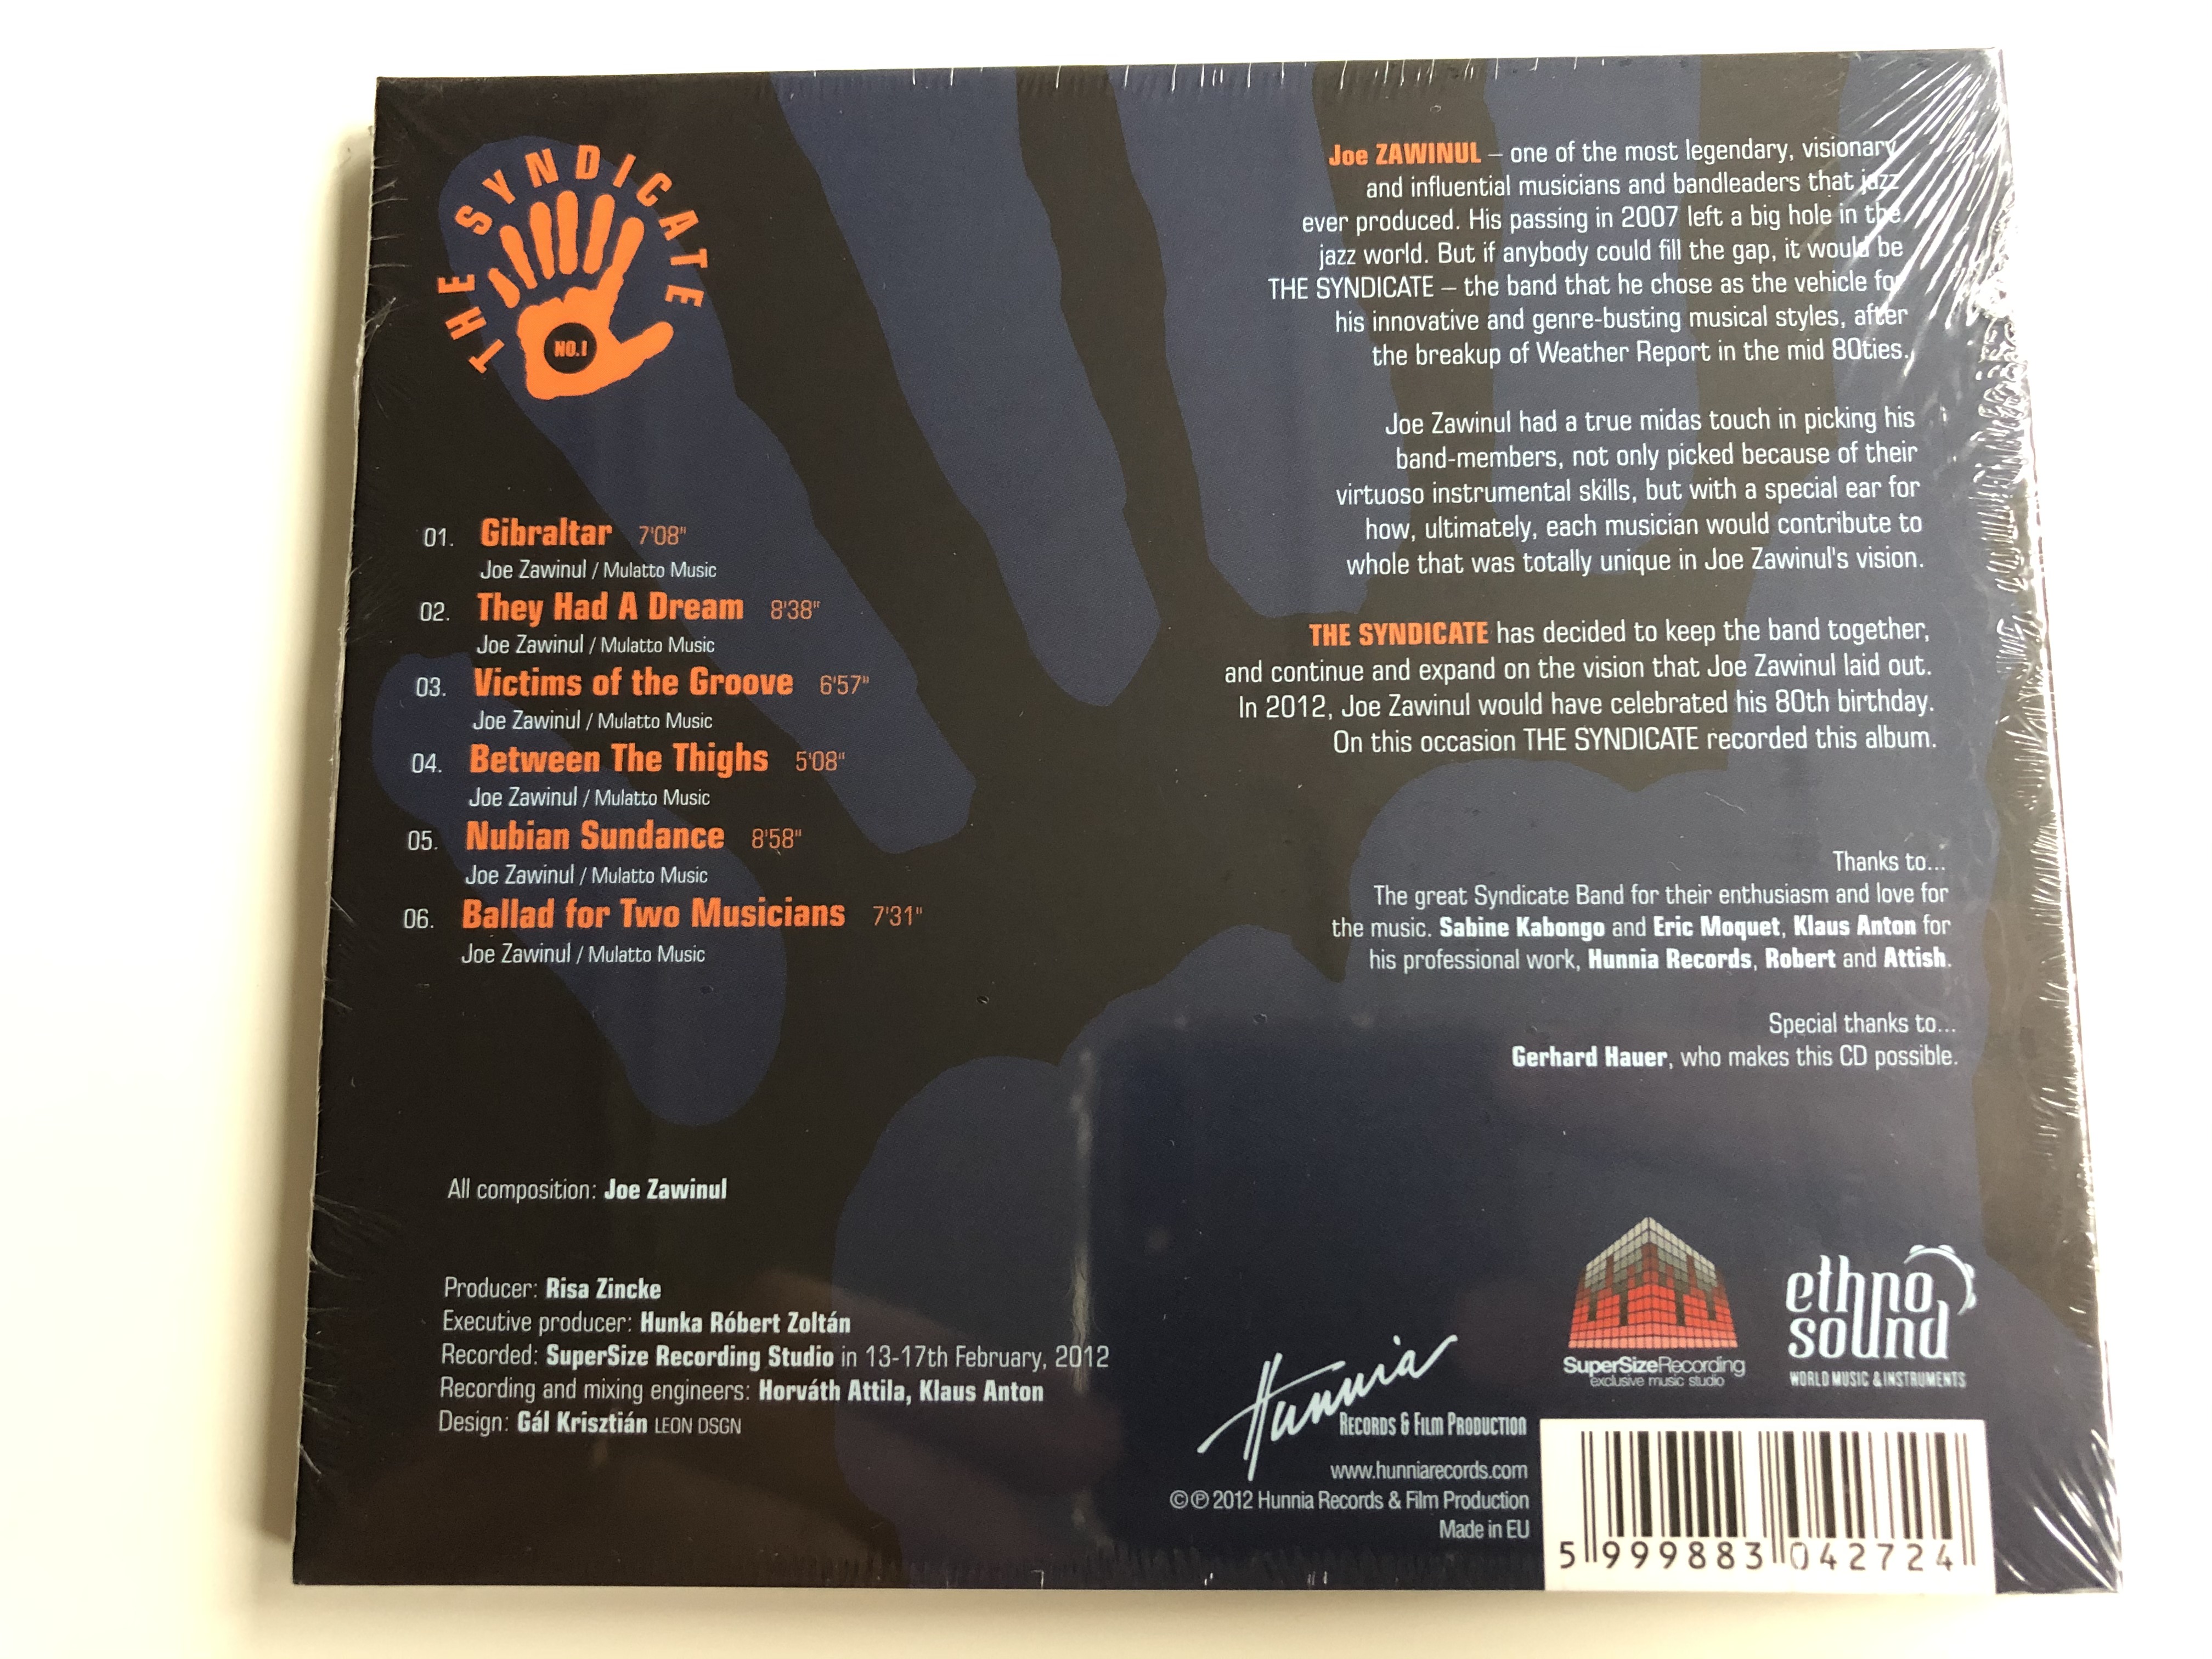 THE SYNDICATE
NO.1
01. Gibraltar 7'08"
Joe Zawinul / Mulatto Music
02. They Had A Dream 8'38"
Joe Zawinul / Mulatto Music
03. Victims of the Groove 6'57"
Joe Zawinul / Mulatto Music
04. Between The Thighs 5'08"
Joe Zawinul / Mulatto Music
05. Nubian Sundance 8'58"
Joe Zawinul / Mulatto Music
06. Ballad for Two Musicians 7'31"
Joe Zawinul / Mulatto Music
All composition: Joe Zawinul
Producer: Risa Zincke
Executive producer: Hunka Róbert Zoltán
Recorded: SuperSize Recording Studio in 13-17th February, 2012
Recording and mixing engineers: Horváth Attila, Klaus Anton
Design: Gál Krisztián LEON DSGN
Joe ZAWINUL – one of the most legendary, visionary
and influential musicians and bandleaders that jazz
ever produced. His passing in 2007 left a big hole in the
jazz world. But if anybody could fill the gap, it would be
THE SYNDICATE – the band that he chose as the vehicle for
his innovative and genre-busting musical styles, after
the breakup of Weather Report in the mid 80ties.
Joe Zawinul had a true midas touch in picking his
band-members, not only picked because of their
virtuoso instrumental skills, but with a special ear for
how, ultimately, each musician would contribute to
whole that was totally unique in Joe Zawinul's vision.
THE SYNDICATE has decided to keep the band together,
and continue and expand on the vision that Joe Zawinul laid out.
In 2012, Joe Zawinul would have celebrated his 80th birthday.
On this occasion THE SYNDICATE recorded this album.
Thanks to...
The great Syndicate Band for their enthusiasm and love for
the music. Sabine Kabongo and Eric Moquet, Klaus Anton for
his professional work, Hunnia Records, Robert and Attish.
Special thanks to...
Gerhard Hauer, who makes this CD possible.
SuperSizeRecording
exclusive music studio
ethno
sound
WORLD MUSIC & INSTRUMENTS
Hunnia
RECORDS & FILM PRODUCTION
www.hunniarecords.com
©℗ 2012 Hunnia Records & Film Production
Made in EU
5 999883 042724